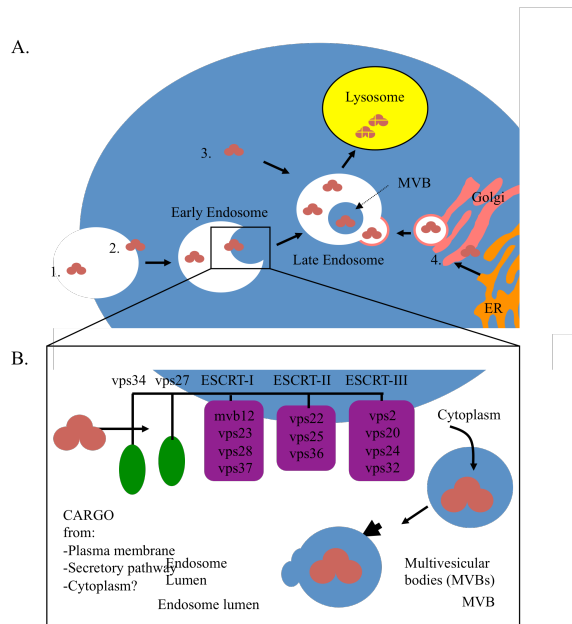 A.
Lysosome
3.
MVB
Golgi
Early Endosome
2.
1.
Late Endosome
4.
ER
B.
vps34 vps27 ESCRT-I ESCRT-II ESCRT-III
mvb12
vps23
vps28
vps37
vps22
vps25
vps36
vps2
vps20
vps24
vps32
Cytoplasm
CARGO
from:
-Plasma membrane
-Secretory pathway
-Cytoplasm?
Endosome
Lumen
Endosome lumen
Multivesicular
bodies (MVBs)
MVB